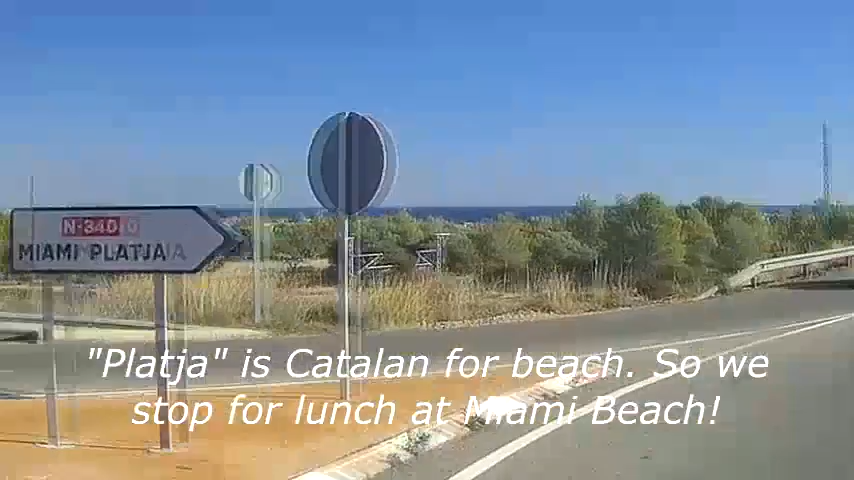 N-340
MIAMI PLATJA
"Platja" is Catalan for beach. So we
stop for lunch at Miami Beach!